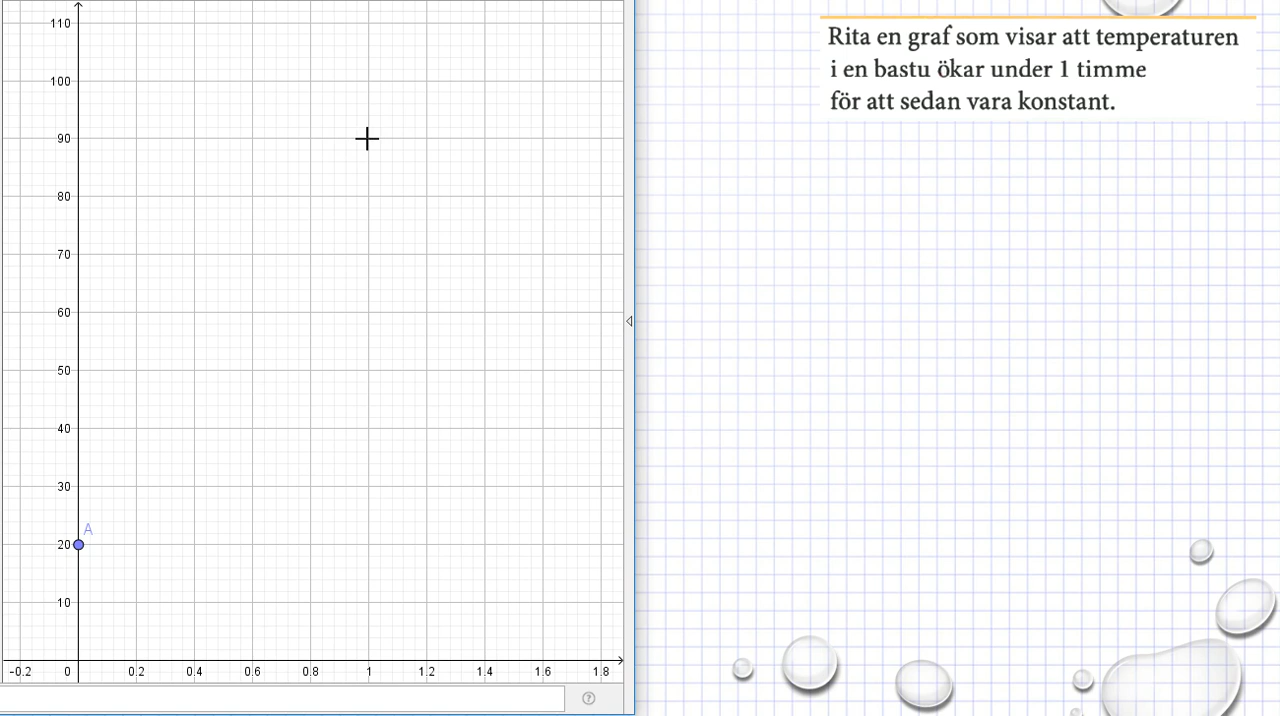 110
100
90
80
70
60
50
40
30
A
20
10
-0.2 0 0.2 0.4 0.6 0.8 1 1.2 1.4 1.6 1.8
?
Rita en graf som visar att temperaturen
i en bastu ökar under 1 timme
för att sedan vara konstant.